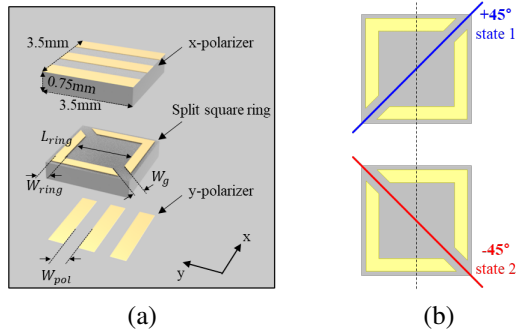 3.5mm
x-polarizer
0.75mm
3.5mm
Split square ring
L_ring
W_g
W_ring
y-polarizer
x
y
W_pol
(a)
+45°
state 1
-45°
state 2
(b)